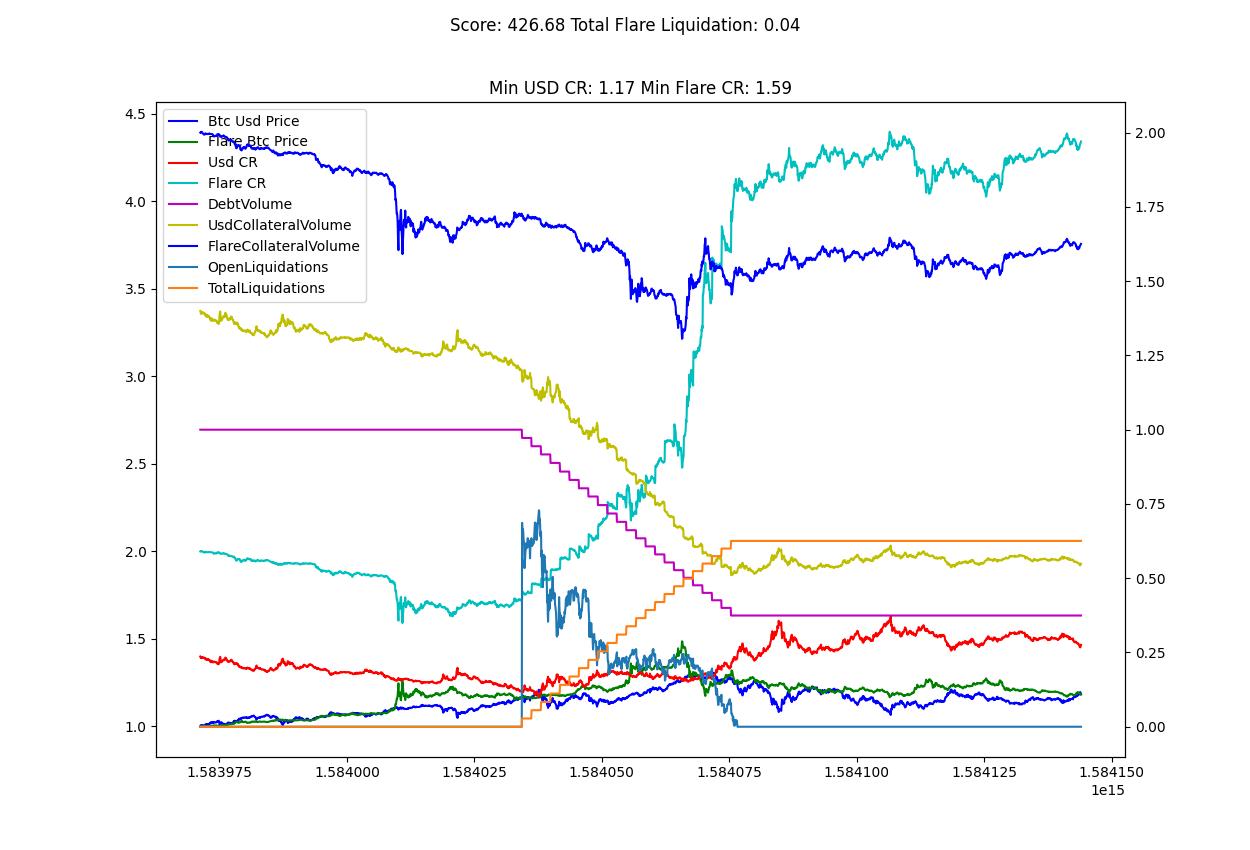 Score: 426.68 Total Flare Liquidation: 0.04
Min USD CR: 1.17 Min Flare CR: 1.59
Btc Usd Price
Flare Btc Price
Usd CR
Flare CR
DebtVolume
UsdCollateralVolume
FlareCollateralVolume
OpenLiquidations
TotalLiquidations
4.5
4.0
3.5
3.0
2.5
2.0
1.5
1.0
2.00
1.75
1.50
1.25
1.00
0.75
0.50
0.25
0.00
1.583975 1.584000 1.584025 1.584050 1.584075 1.584100 1.584125 1.584150
1e15